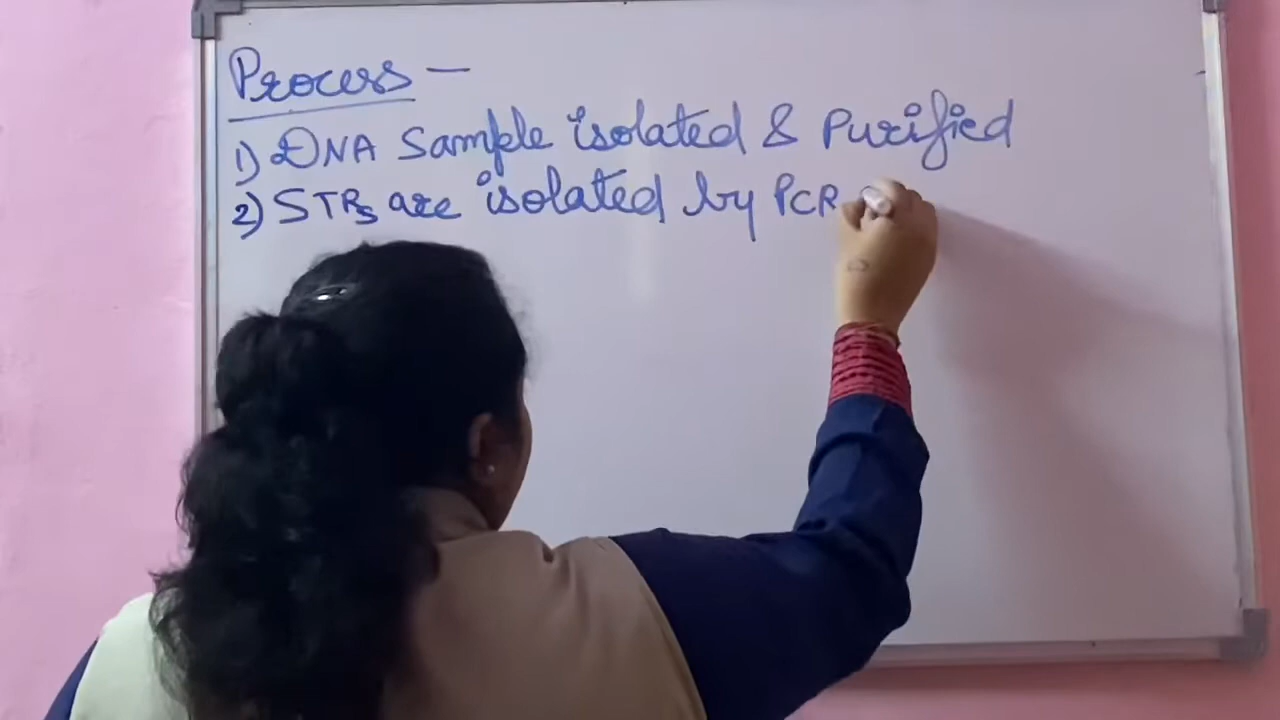 Process -
1) DNA Sample isolated & Purified
2) STRs are isolated by PCR